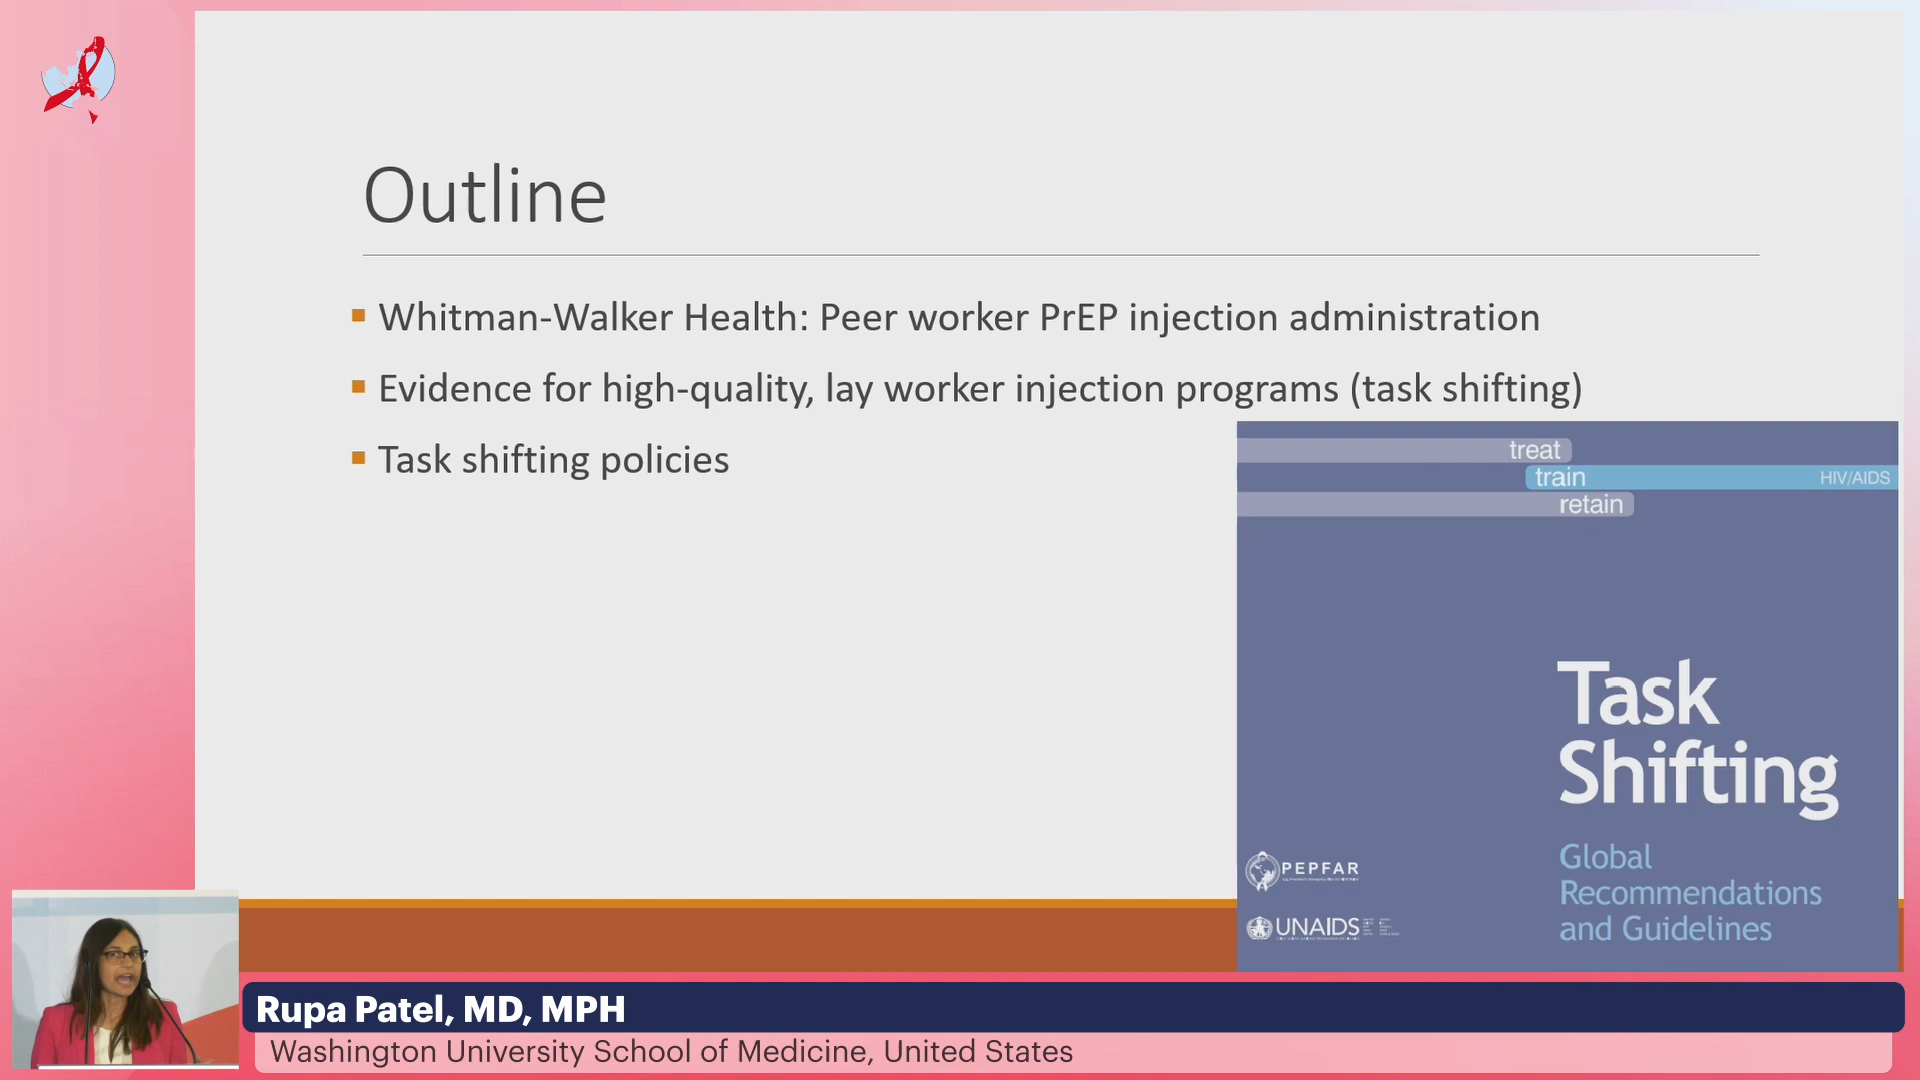 Outline
Whitman-Walker Health: Peer worker PrEP injection administration
Evidence for high-quality, lay worker injection programs (task shifting)
Task shifting policies
treat
train
HIV/AIDS
retain
Task
Shifting
Global
Recommendations
and Guidelines
PEPFAR
UNAIDS
Rupa Patel, MD, MPH
Washington University School of Medicine, United States